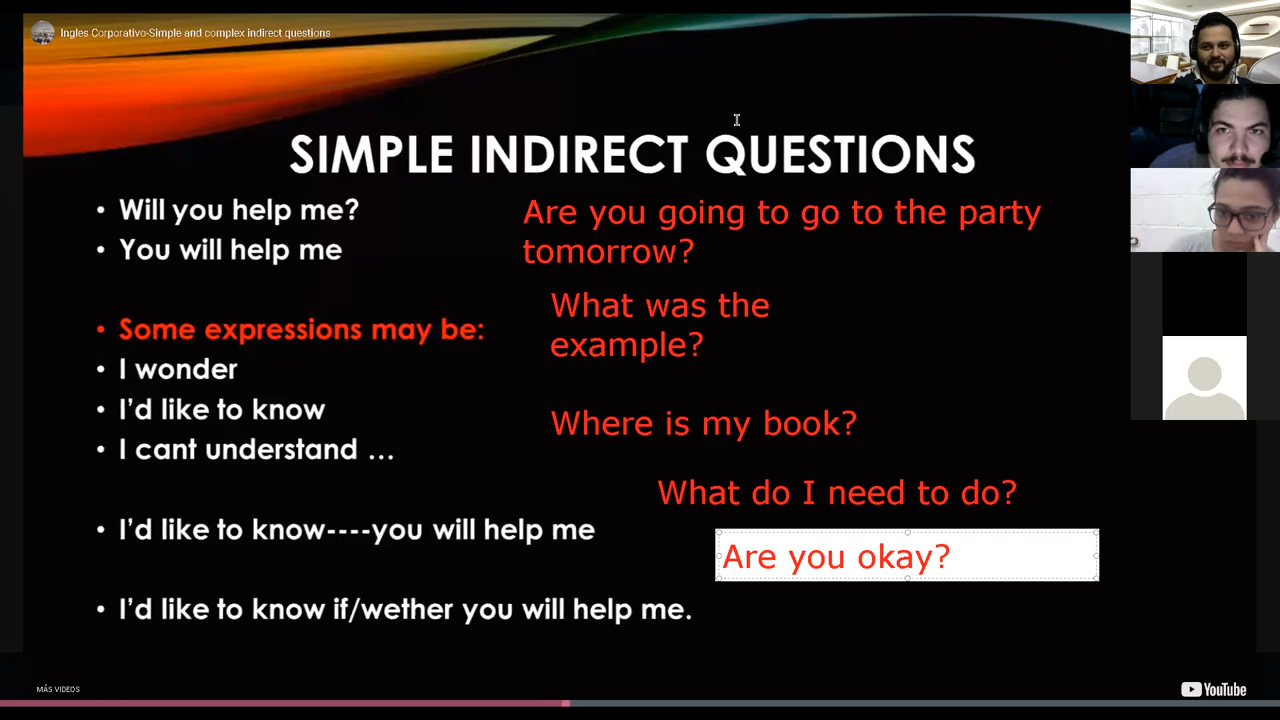 Ingles Corporativo-Simple and complex indirect questions
SIMPLE INDIRECT QUESTIONS
• Will you help me?
• You will help me
• Some expressions may be:
• I wonder
• I'd like to know
• I cant understand ...
• I'd like to know----you will help me
• I'd like to know if/wether you will help me.
Are you going to go to the party
tomorrow?
What was the
example?
Where is my book?
What do I need to do?
Are you okay?
MÁS VIDEOS
YouTube